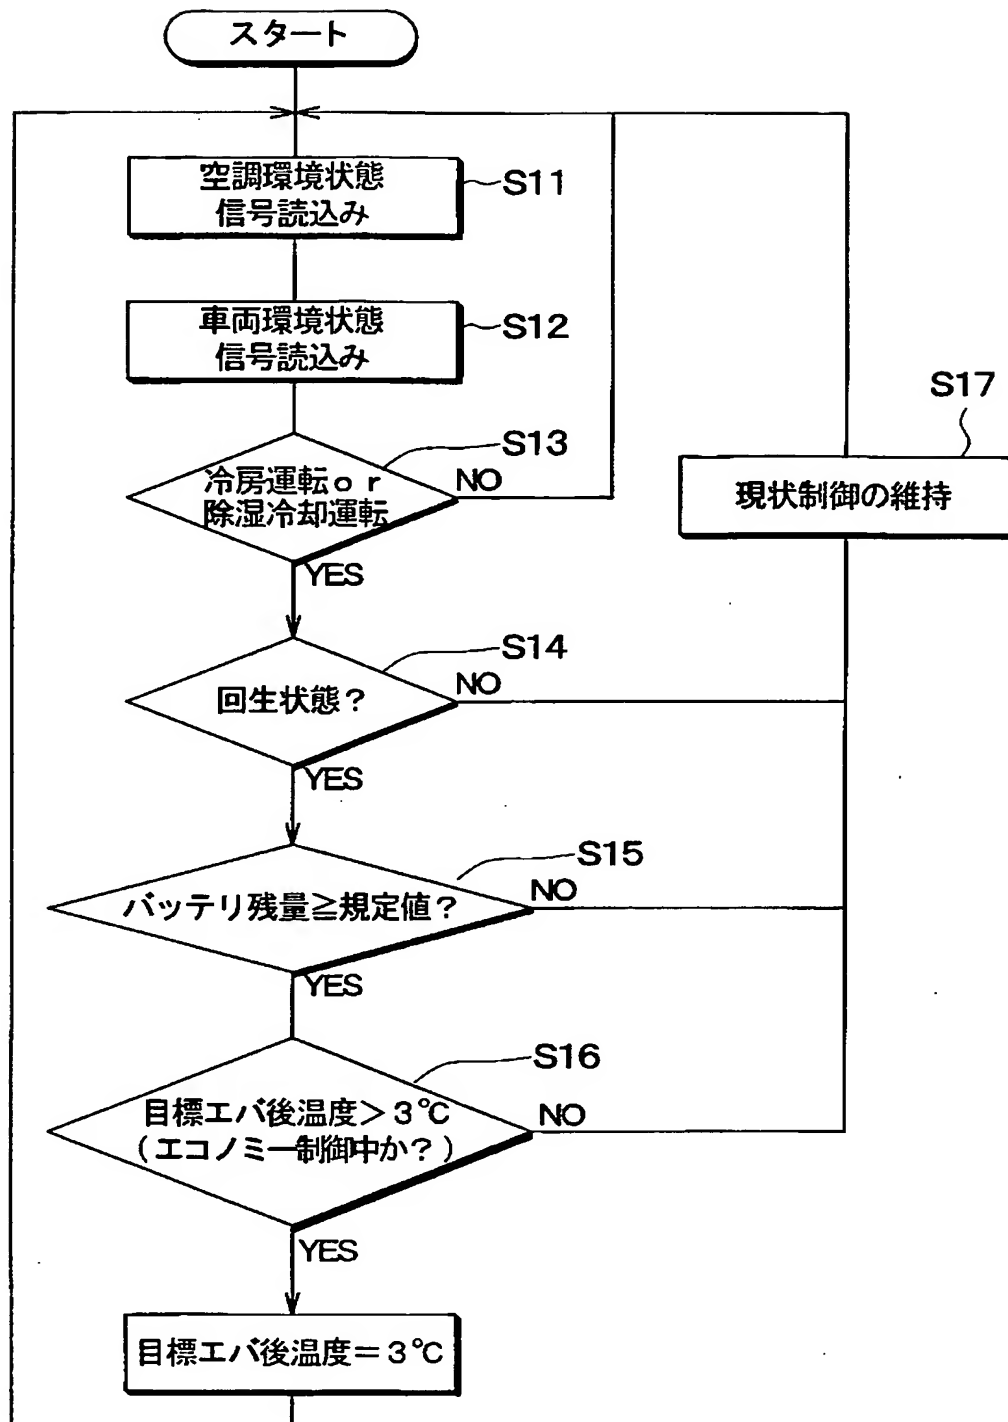 スタート
空調環境状態
信号読込み
S11
車両環境状態
信号読込み
S12
S17
現状制御の維持
S13
冷房運転or
除湿冷却運転
NO
YES
S14
回生状態?
NO
YES
S15
バッテリ残量≧規定値?
NO
YES
S16
目標エバ後温度>3℃
(エコノミー制御中か?)
NO
YES
目標エバ後温度=3℃